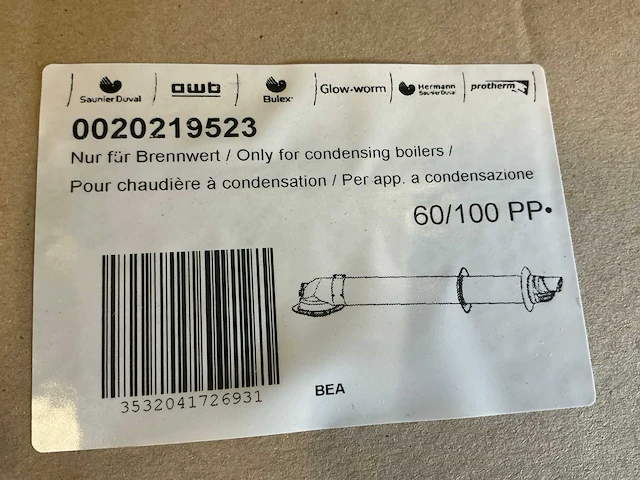 Saunier Duval awb Bulex Glow-worm Hermann Saunier Duval protherm
0020219523
Nur für Brennwert / Only for condensing boilers /
Pour chaudière à condensation / Per app. a condensazione
60/100 PP•
3532041726931
BEA